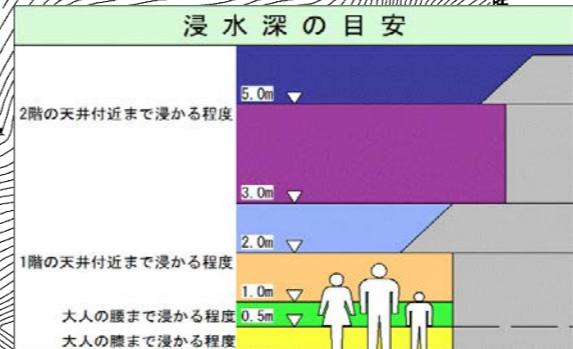 浸水深の目安
5.0m
2階の天井付近まで浸かる程度
3.0m
2.0m
1階の天井付近まで浸かる程度
1.0m
大人の腰まで浸かる程度 0.5m
大人の膝まで浸かる程度